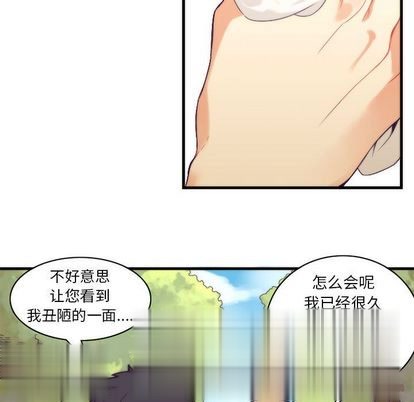 不好意思
让您看到
我丑陋的一面....
怎么会呢
我已经很久